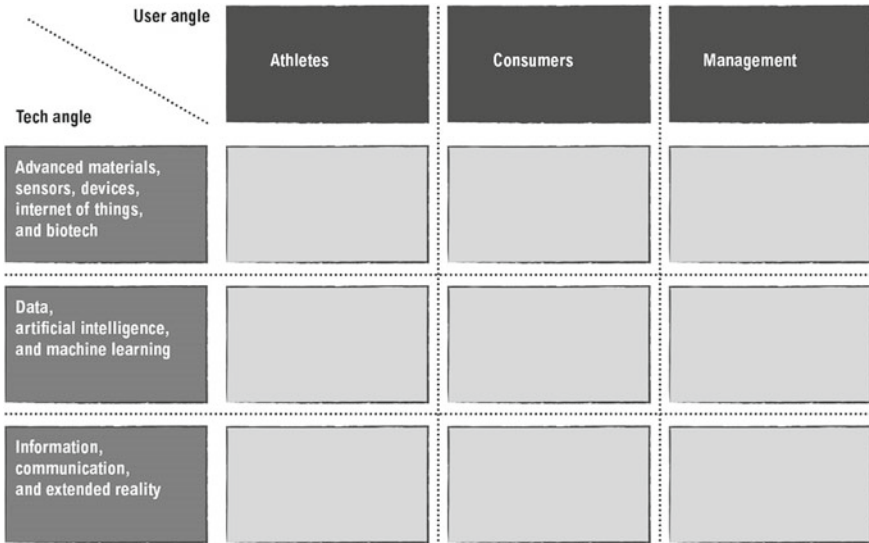 User angle
Tech angle
Athletes
Consumers
Management
Advanced materials,
sensors, devices,
internet of things,
and biotech
Data,
artificial intelligence,
and machine learning
Information,
communication,
and extended reality